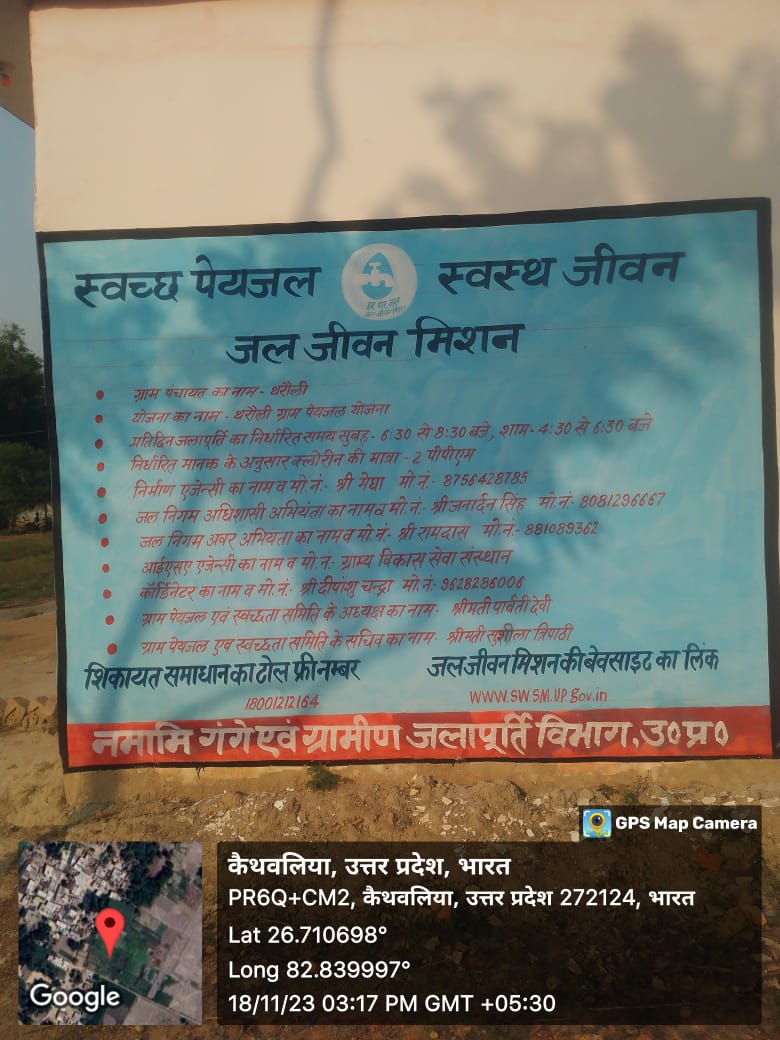 स्वच्छ पेयजल स्वस्थ जीवन
हर घर जल
जल जीवन मिशन
ग्राम पंचायत का नाम - थरौली
योजना का नाम - थरौली ग्राम पेयजल योजना
प्रतिदिन जलापूर्ति का निर्धारित समय सुबह - 6:30 से 8:30 बजे, शाम - 4:30 से 6:30 बजे
निर्धारित मानक के अनुसार क्लोरीन की मात्रा - 2 पीपीएम
निर्माण एजेन्सी का नाम व मो.नं.- श्री मेघा मो.नं.- 8756428785
जल निगम अधिशासी अभियंता का नाम व मो.नं.- श्री जनार्दन सिंह मो.नं.- 8081296667
जल निगम अवर अभियंता का नाम व मो.नं.- श्री रामदास मो.नं.- 881089362
आईएसए एजेन्सी का नाम व मो.नं.- ग्राम्य विकास सेवा संस्थान
कॉर्डिनेटर का नाम व मो.नं.- श्री दीपांशु चन्द्रा मो.नं.- 9628286006
ग्राम पेयजल एवं स्वच्छता समिति के अध्यक्ष का नाम- श्रीमती पार्वती देवी
ग्राम पेयजल एवं स्वच्छता समिति के सचिव का नाम- श्रीमती सुशीला त्रिपाठी
शिकायत समाधान का टोल फ्री नम्बर जल जीवन मिशन की बेवसाइट का लिंक
18001212164 WWW.SW.SM.UP.Gov.in
नमामि गंगे एवं ग्रामीण जलापूर्ति विभाग, उ०प्र०
GPS Map Camera
कैथवलिया, उत्तर प्रदेश, भारत
PR6Q+CM2, कैथवलिया, उत्तर प्रदेश 272124, भारत
Lat 26.710698°
Long 82.839997°
18/11/23 03:17 PM GMT +05:30
Google